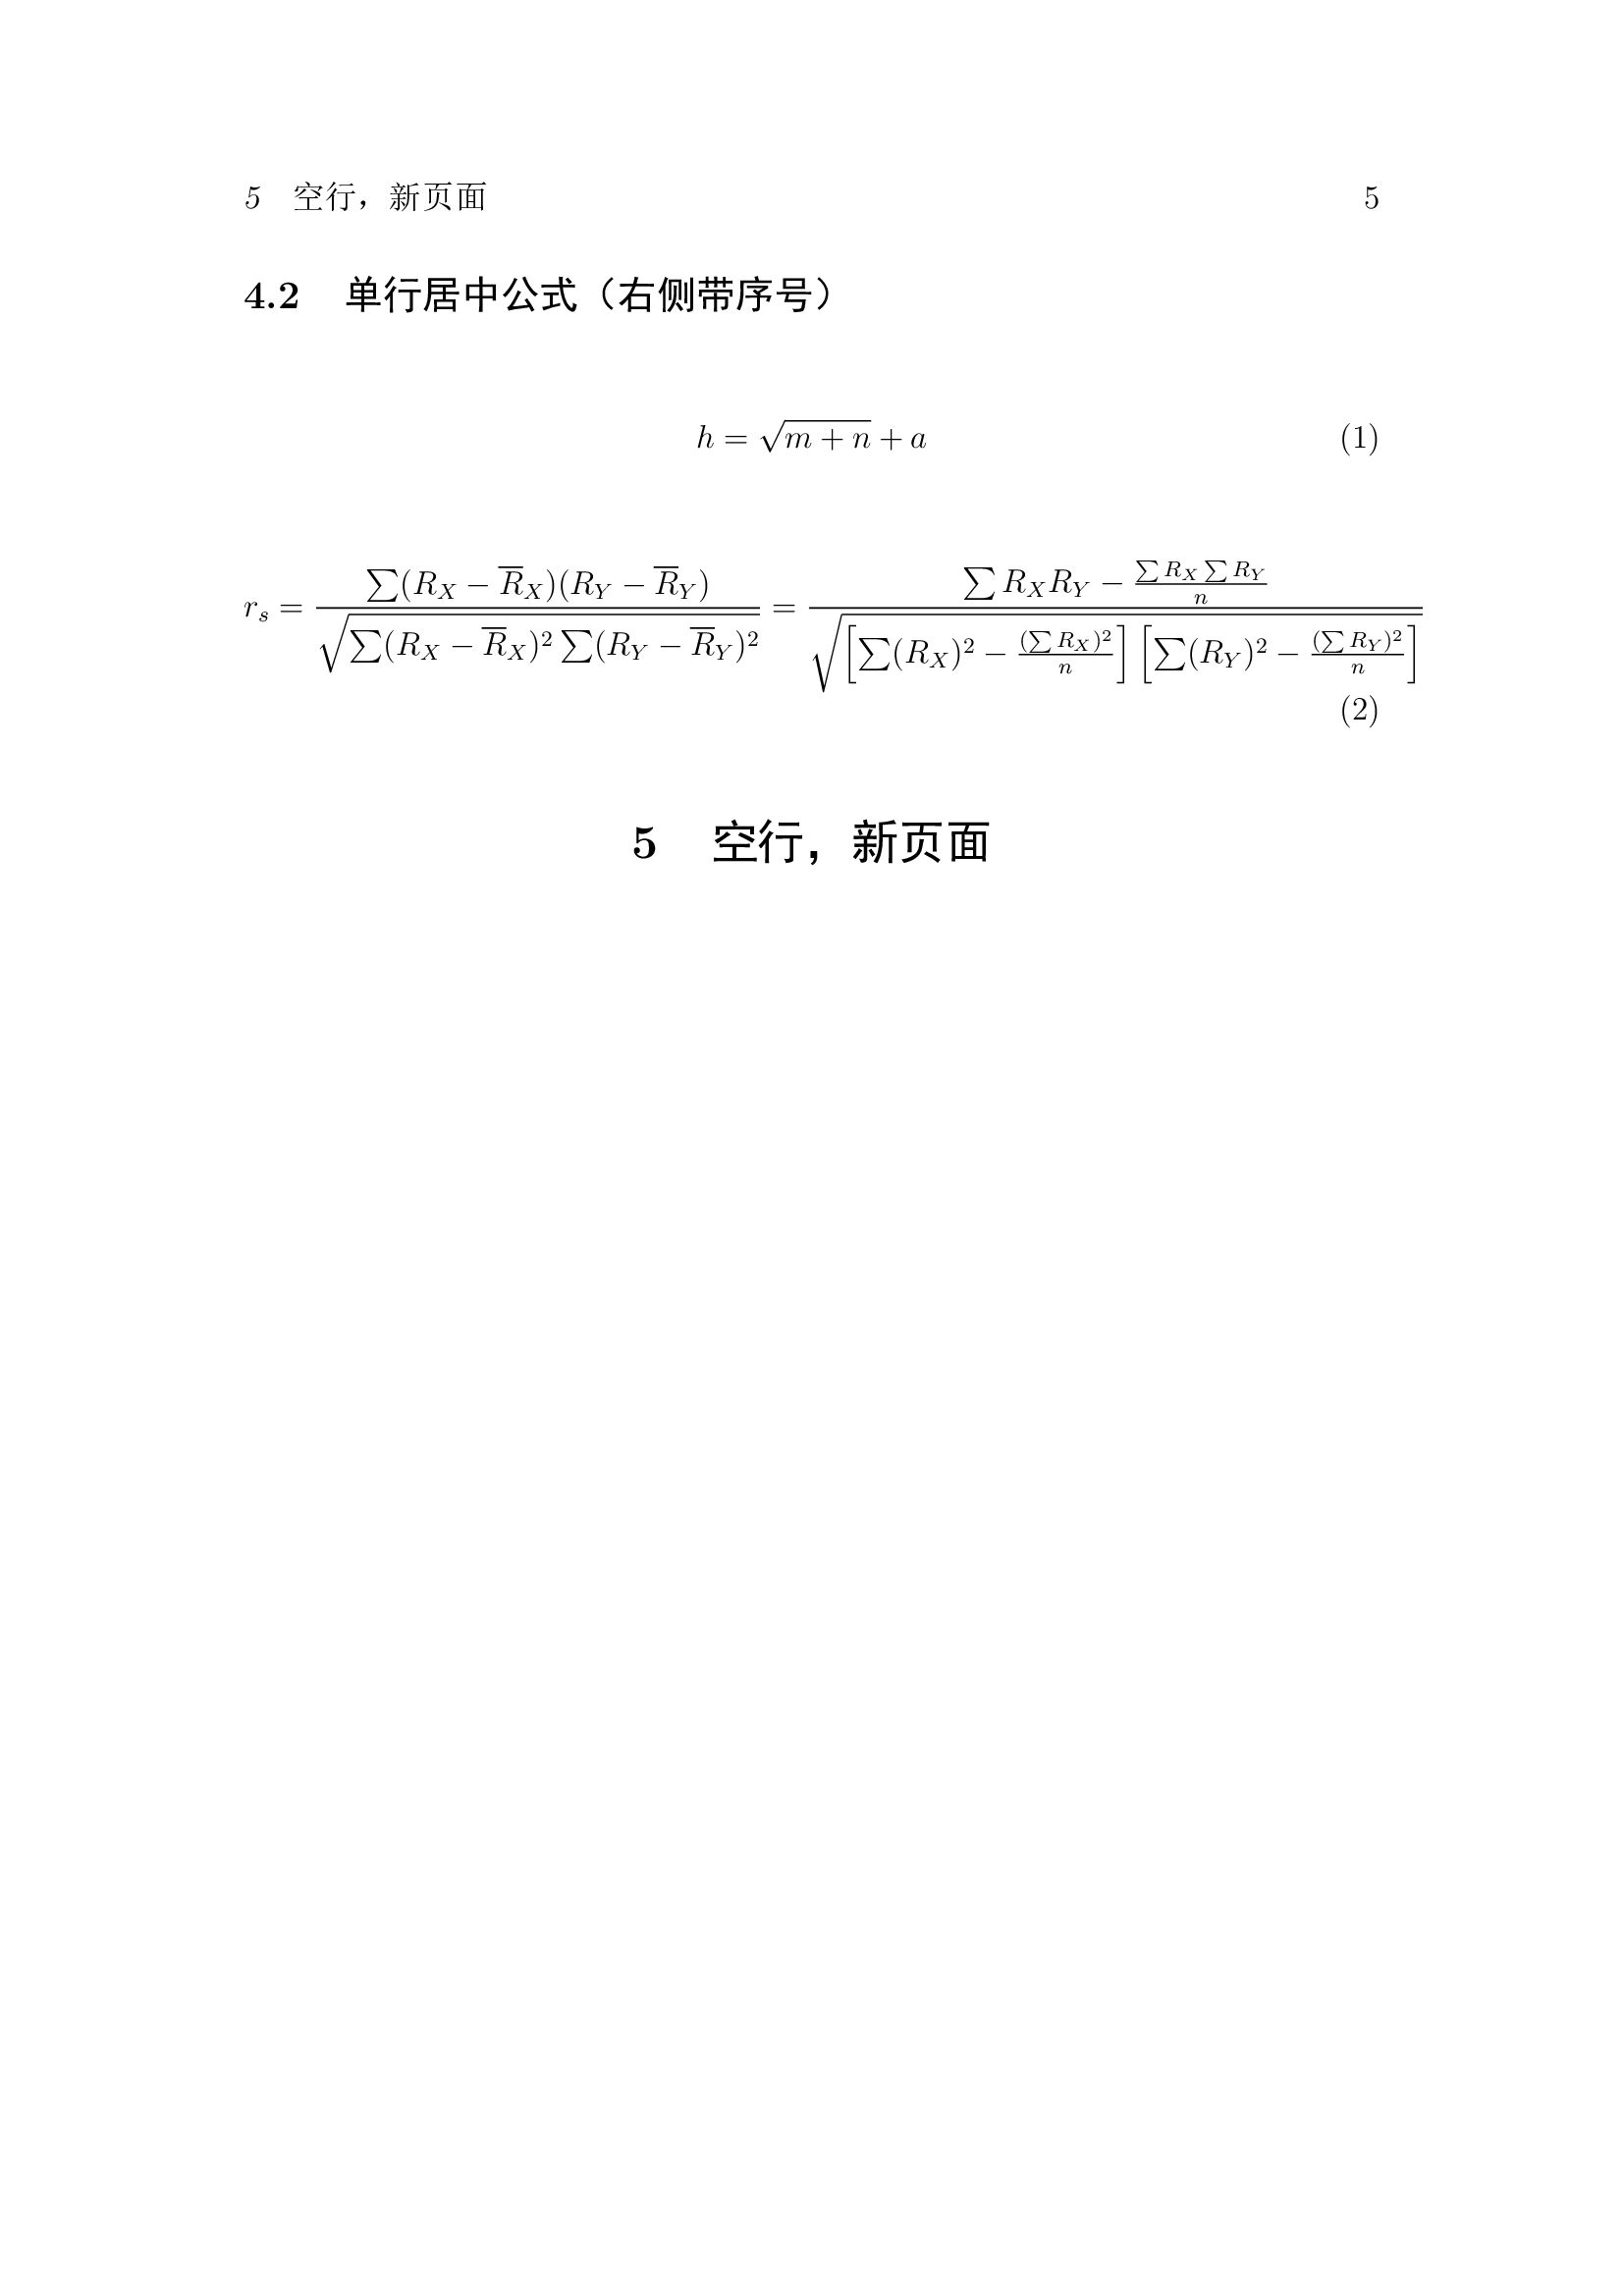 5 空行，新页面 5
4.2 单行居中公式（右侧带序号）
$h = \sqrt{m+n} + a$ (1)
$r_s = \frac{\sum(R_X - \overline{R}_X)(R_Y - \overline{R}_Y)}{\sqrt{\sum(R_X - \overline{R}_X)^2 \sum(R_Y - \overline{R}_Y)^2}} = \frac{\sum R_X R_Y - \frac{\sum R_X \sum R_Y}{n}}{\sqrt{\left[\sum(R_X)^2 - \frac{(\sum R_X)^2}{n}\right]\left[\sum(R_Y)^2 - \frac{(\sum R_Y)^2}{n}\right]}}$
(2)
5 空行，新页面